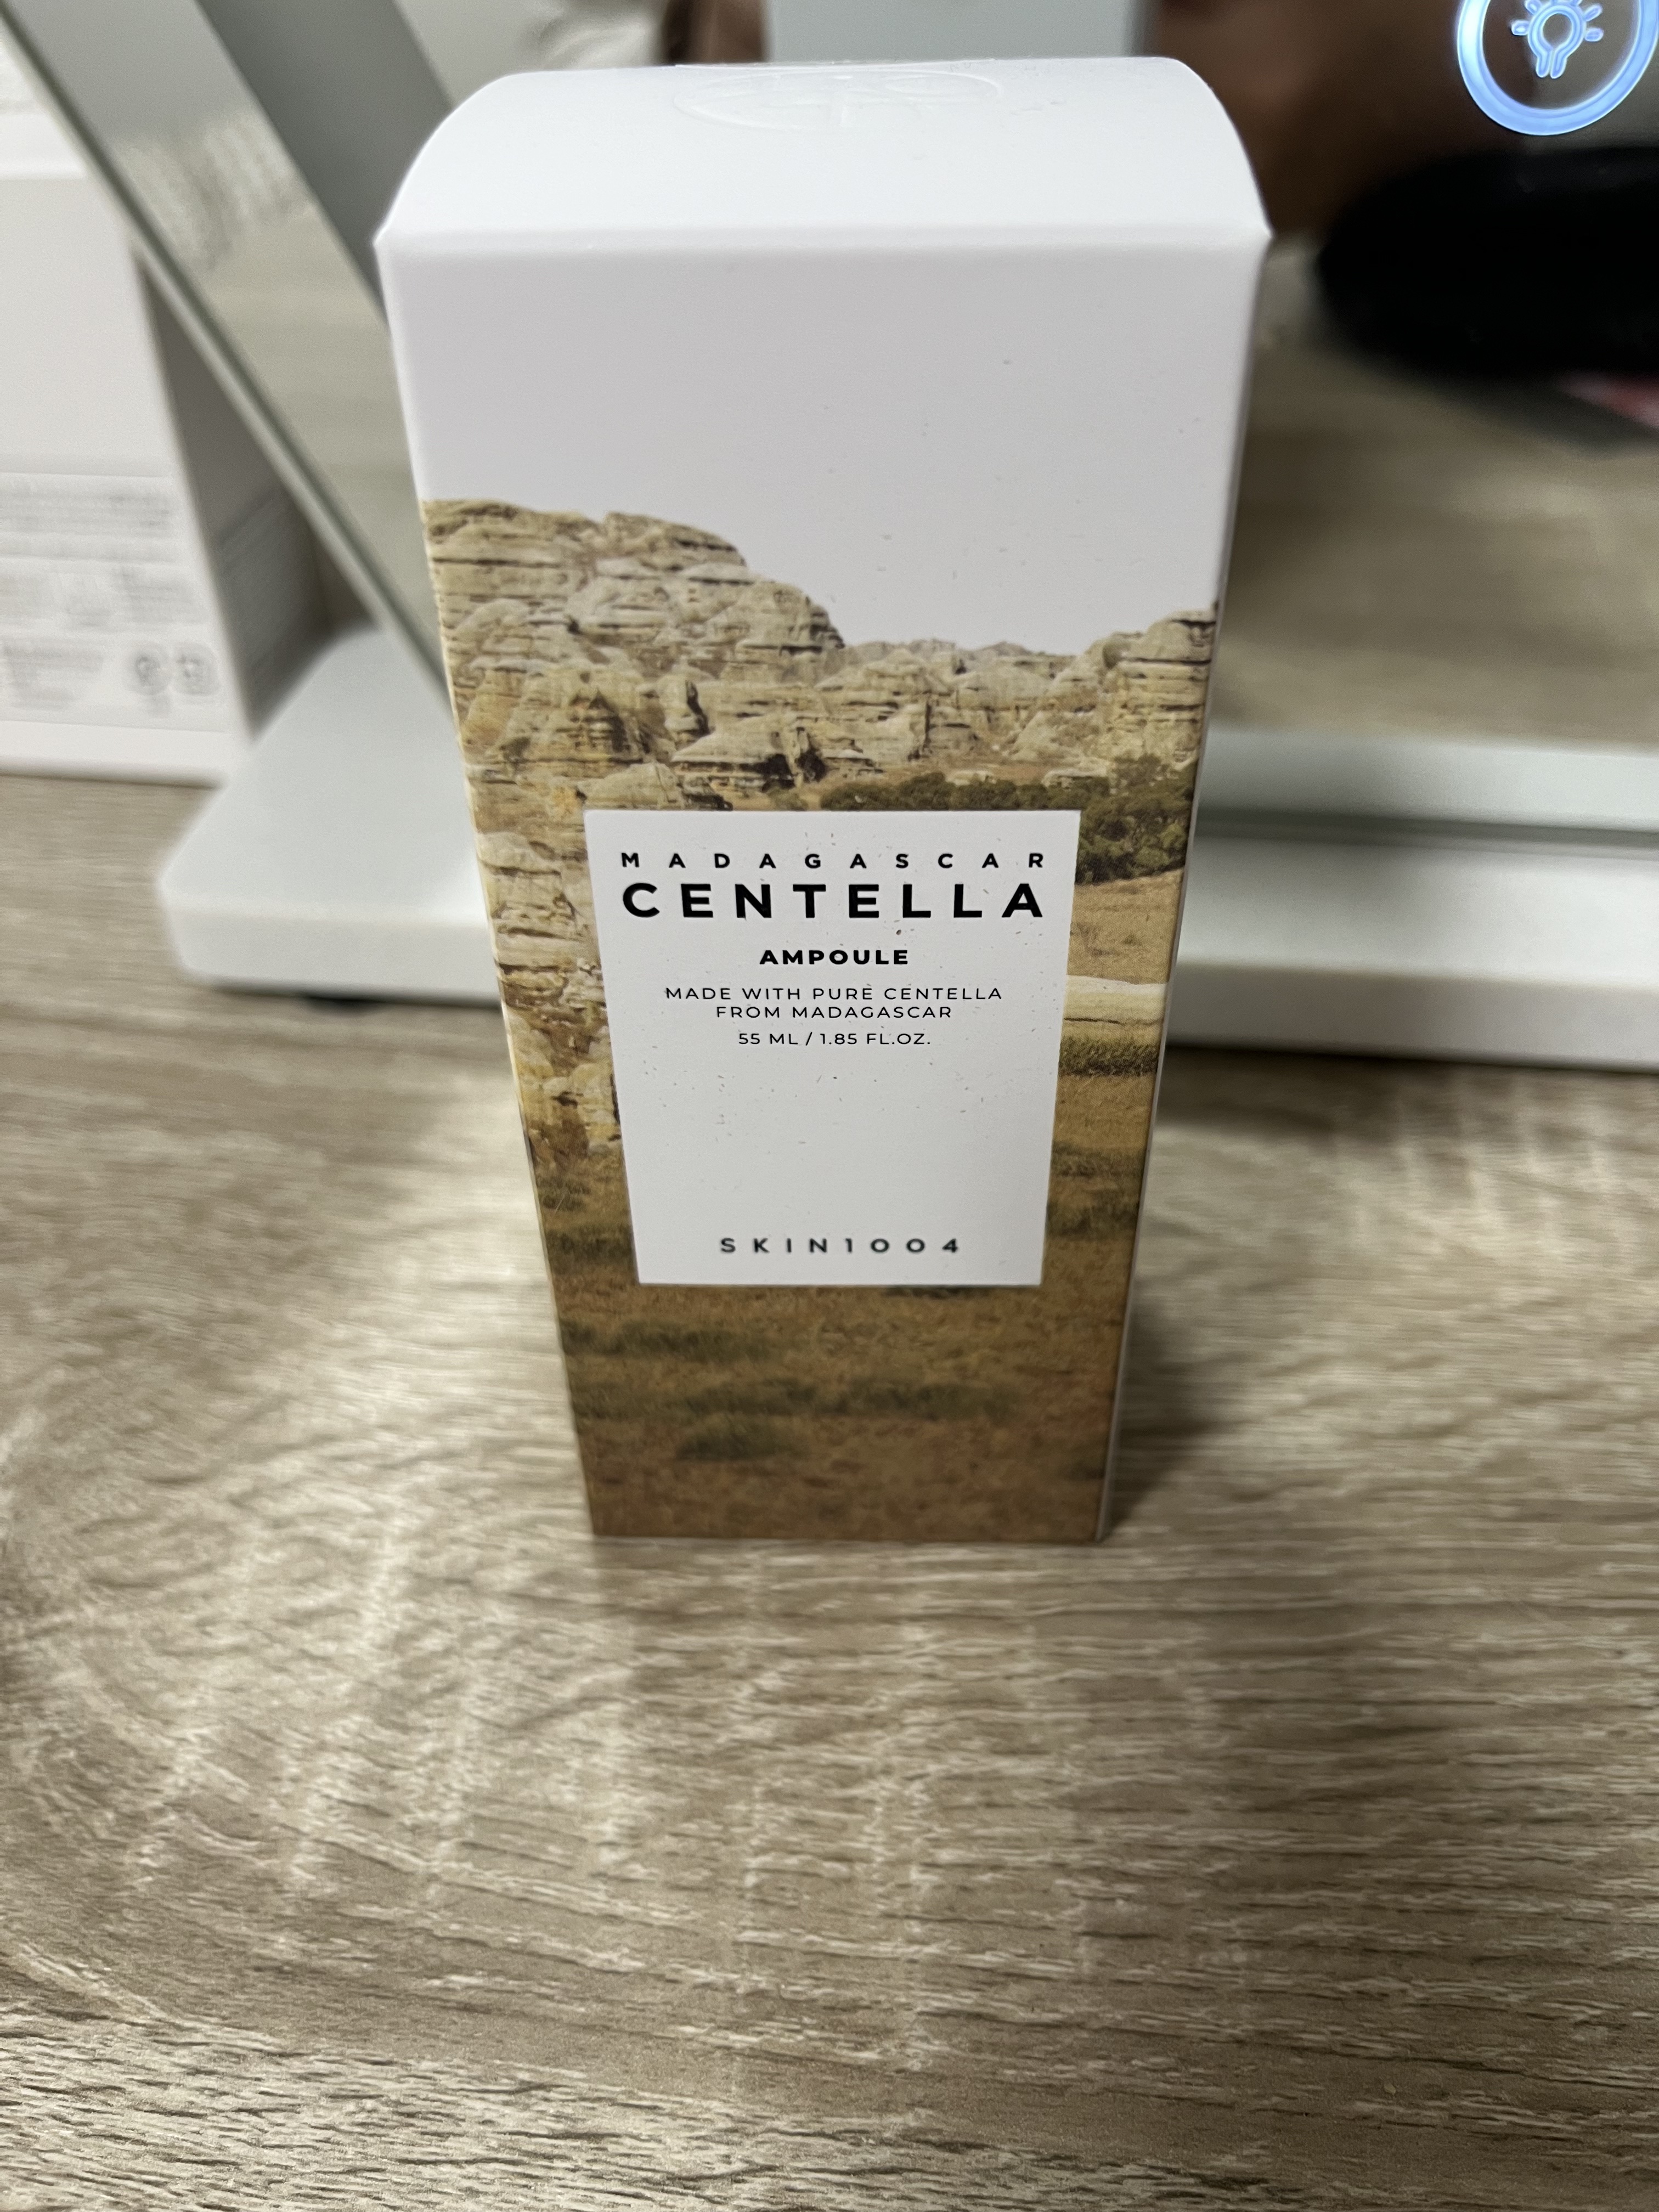 MADAGASCAR
CENTELLA
AMPOULE
MADE WITH PURE CENTELLA
FROM MADAGASCAR
55 ML / 1.85 FL.OZ.
SKIN1004